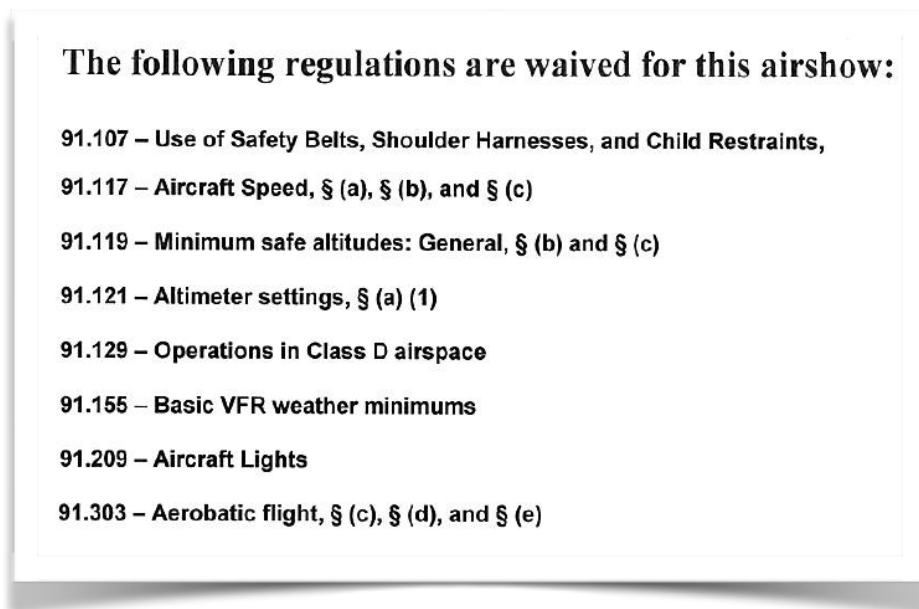 The following regulations are waived for this airshow:
91.107 – Use of Safety Belts, Shoulder Harnesses, and Child Restraints,
91.117 – Aircraft Speed, § (a), § (b), and § (c)
91.119 – Minimum safe altitudes: General, § (b) and § (c)
91.121 – Altimeter settings, § (a) (1)
91.129 – Operations in Class D airspace
91.155 – Basic VFR weather minimums
91.209 – Aircraft Lights
91.303 – Aerobatic flight, § (c), § (d), and § (e)